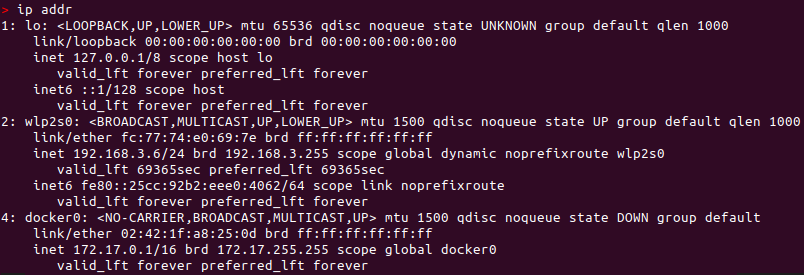 > ip addr
1: lo: <LOOPBACK,UP,LOWER_UP> mtu 65536 qdisc noqueue state UNKNOWN group default qlen 1000
    link/loopback 00:00:00:00:00:00 brd 00:00:00:00:00:00
    inet 127.0.0.1/8 scope host lo
       valid_lft forever preferred_lft forever
    inet6 ::1/128 scope host
       valid_lft forever preferred_lft forever
2: wlp2s0: <BROADCAST,MULTICAST,UP,LOWER_UP> mtu 1500 qdisc noqueue state UP group default qlen 1000
    link/ether fc:77:74:e0:69:7e brd ff:ff:ff:ff:ff:ff
    inet 192.168.3.6/24 brd 192.168.3.255 scope global dynamic noprefixroute wlp2s0
       valid_lft 69365sec preferred_lft 69365sec
    inet6 fe80::25cc:92b2:eee0:4062/64 scope link noprefixroute
       valid_lft forever preferred_lft forever
4: docker0: <NO-CARRIER,BROADCAST,MULTICAST,UP> mtu 1500 qdisc noqueue state DOWN group default
    link/ether 02:42:1f:a8:25:0d brd ff:ff:ff:ff:ff:ff
    inet 172.17.0.1/16 brd 172.17.255.255 scope global docker0
       valid_lft forever preferred_lft forever